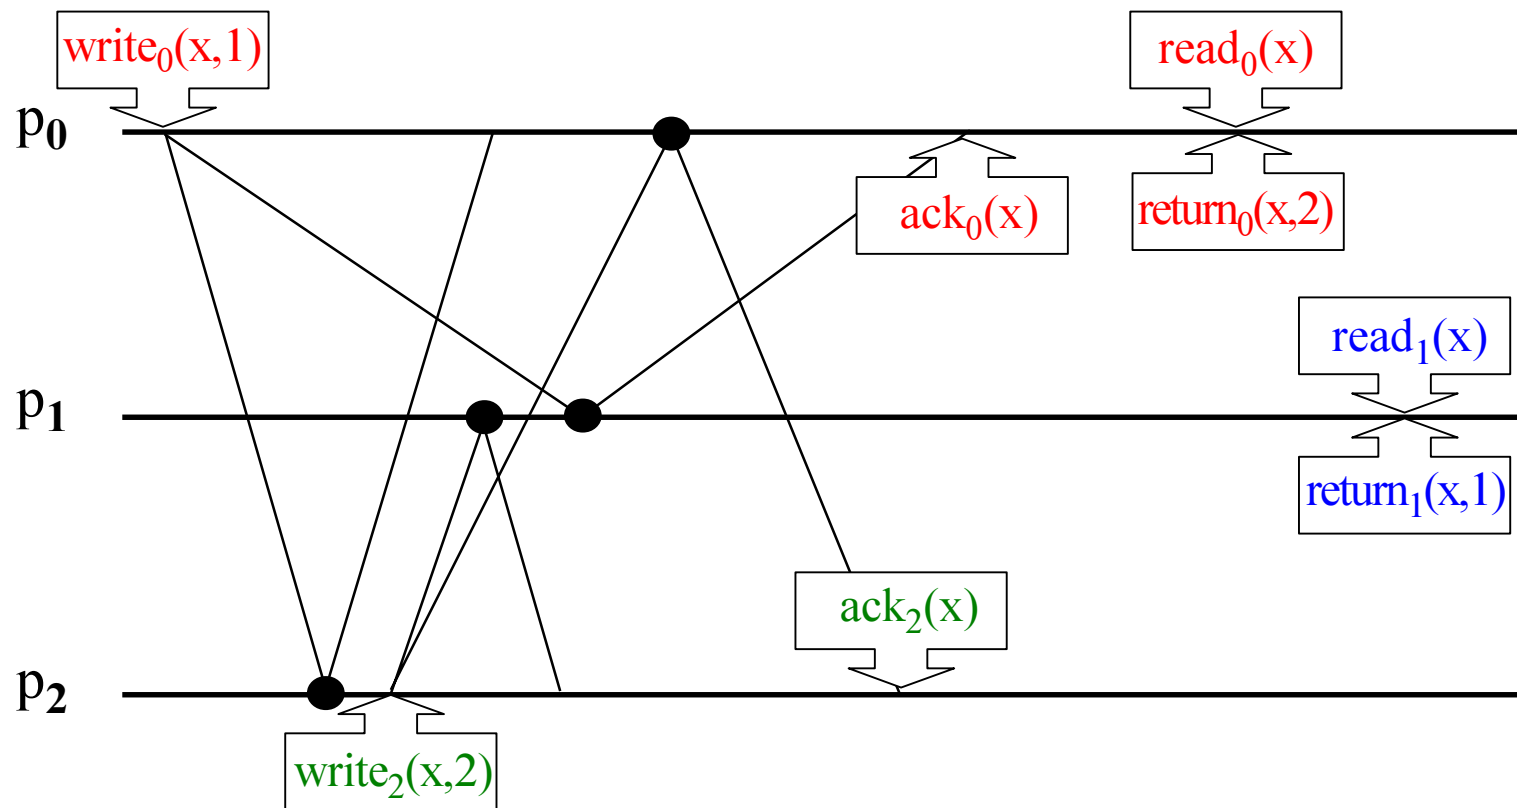 write₀(x,1)
read₀(x)
p₀
ack₀(x)
return₀(x,2)
read₁(x)
p₁
return₁(x,1)
ack₂(x)
p₂
write₂(x,2)